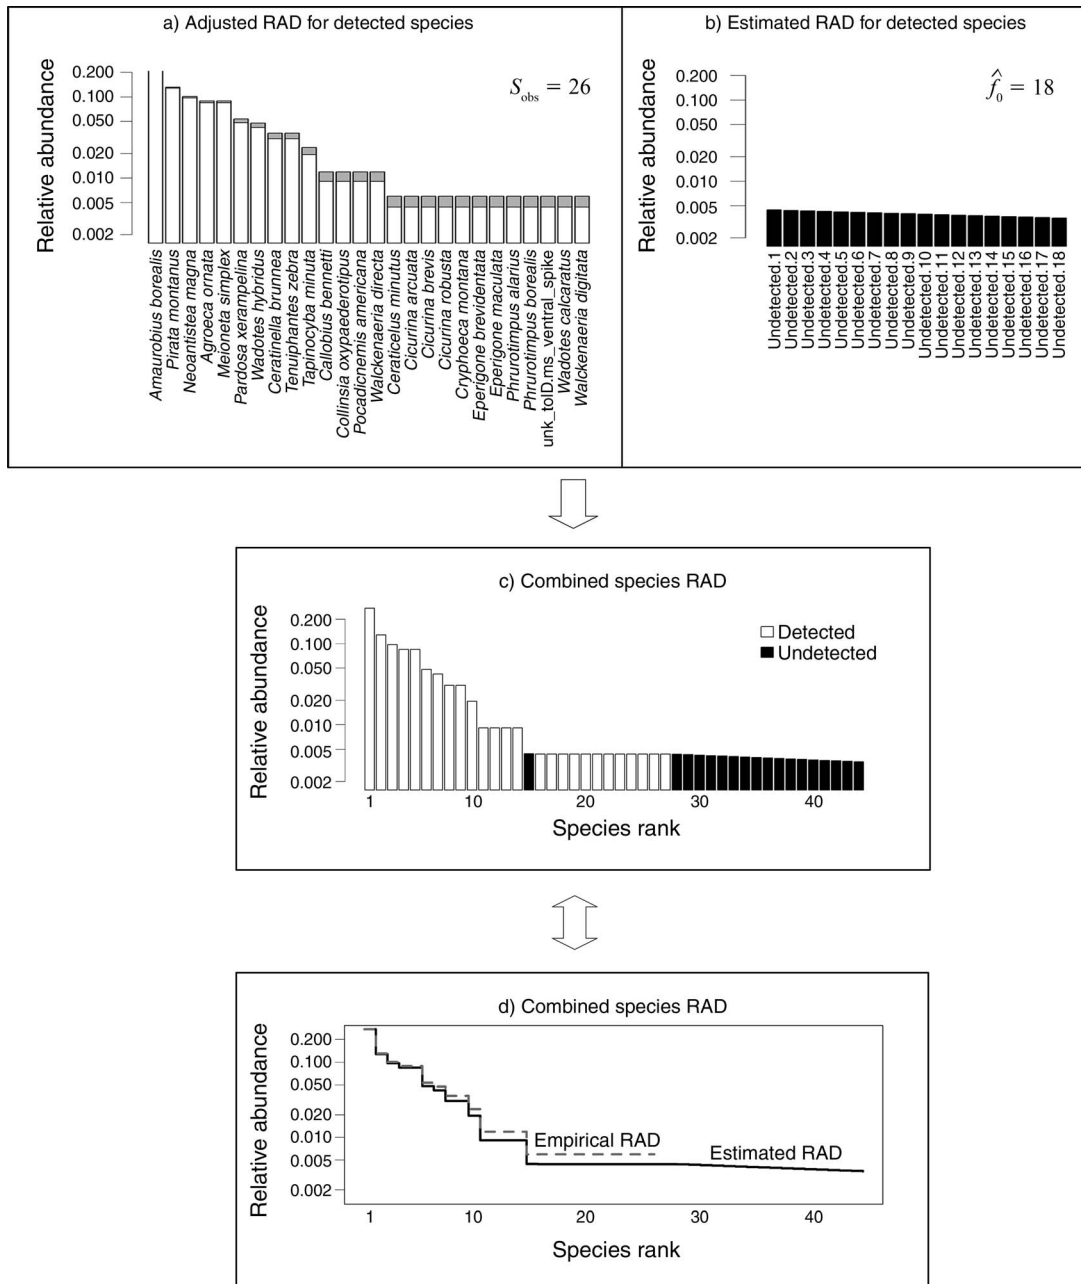 a) Adjusted RAD for detected species
S_obs = 26
Relative abundance
0.200
0.100
0.050
0.020
0.010
0.005
0.002
Amaurobius borealis
Pirata montanus
Neoantistea magna
Agroeca ornata
Meioneta simplex
Pardosa xerampelina
Wadotes hybridus
Ceratinella brunnea
Tenuiphantes zebra
Tapinocyba minuta
Callobius bennetti
Collinsia oxypaederotipus
Pocadicnemis americana
Walckenaeria directa
Ceraticelus minutus
Cicurina arcuata
Cicurina brevis
Cicurina robusta
Cryphoeca montana
Eperigone brevidentata
Eperigone maculata
Phrurotimpus alarius
Phrurotimpus borealis
unk_tolD.ms_ventral_spike
Wadotes calcaratus
Walckenaeria digitata
b) Estimated RAD for detected species
f̂_0 = 18
Relative abundance
0.200
0.100
0.050
0.020
0.010
0.005
0.002
Undetected.1
Undetected.2
Undetected.3
Undetected.4
Undetected.5
Undetected.6
Undetected.7
Undetected.8
Undetected.9
Undetected.10
Undetected.11
Undetected.12
Undetected.13
Undetected.14
Undetected.15
Undetected.16
Undetected.17
Undetected.18
c) Combined species RAD
Detected
Undetected
Relative abundance
0.200
0.100
0.050
0.020
0.010
0.005
0.002
1 10 20 30 40
Species rank
d) Combined species RAD
Relative abundance
0.200
0.100
0.050
0.020
0.010
0.005
0.002
Empirical RAD
Estimated RAD
1 10 20 30 40
Species rank